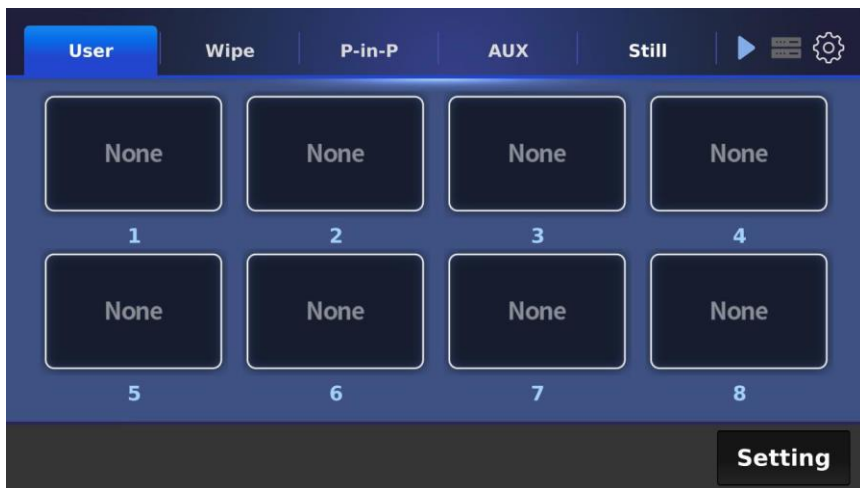 User Wipe P-in-P AUX Still
None None None None
1 2 3 4
None None None None
5 6 7 8
Setting